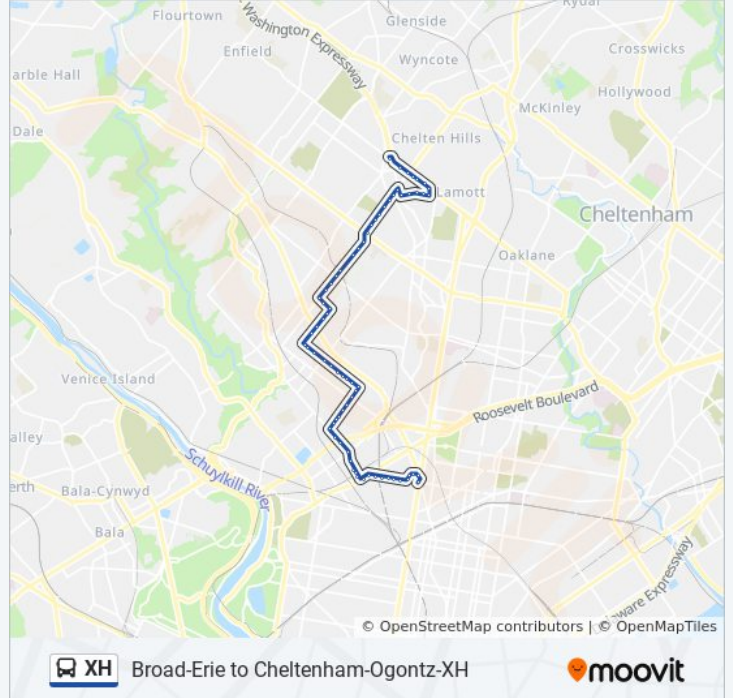 Rydal
Flourtown
Glenside
Washington Expressway
Enfield
Crosswicks
Wyncote
arble Hall
Hollywood
McKinley
Dale
Chelten Hills
Lamott
Cheltenham
Oaklane
Venice Island
Roosevelt Boulevard
alley
Schuylkill River
erth
Bala-Cynwyd
Bala
aware Expressway
© OpenStreetMap contributors | © OpenMapTiles
XH Broad-Erie to Cheltenham-Ogontz-XH
moovit